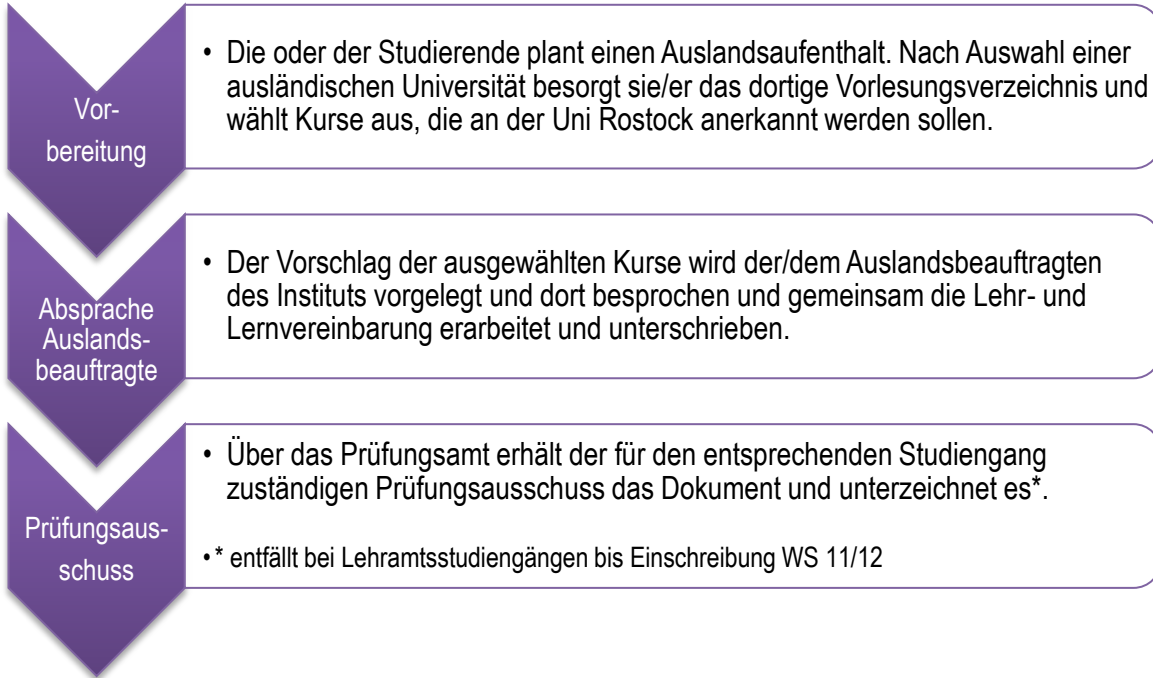 Vor-
bereitung
• Die oder der Studierende plant einen Auslandsaufenthalt. Nach Auswahl einer
ausländischen Universität besorgt sie/er das dortige Vorlesungsverzeichnis und
wählt Kurse aus, die an der Uni Rostock anerkannt werden sollen.
Absprache
Auslands-
beauftragte
• Der Vorschlag der ausgewählten Kurse wird der/dem Auslandsbeauftragten
des Instituts vorgelegt und dort besprochen und gemeinsam die Lehr- und
Lernvereinbarung erarbeitet und unterschrieben.
Prüfungsaus-
schuss
• Über das Prüfungsamt erhält der für den entsprechenden Studiengang
zuständigen Prüfungsausschuss das Dokument und unterzeichnet es*.
• * entfällt bei Lehramtsstudiengängen bis Einschreibung WS 11/12